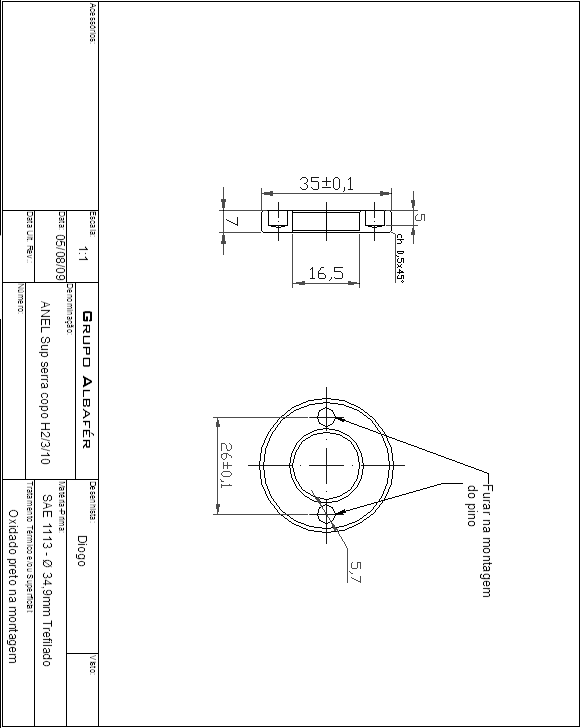 35±0,1
7
5
ch 0,5x45°
16,5
26±0,1
5,7
Furar na montagem
do pino
Acessórios:
Escala:
1:1
Data:
05/08/09
Data Ult. Rev.:
GRUPO ALBAFÉR
Denominação:
ANEL Sup serra copo H2/3/10
Número:
Desenhista:
Diogo
Visto:
Matéria-Prima:
SAE 1113 - Ø 34,9mm Trefilado
Tratamento Térmico e/ou Superficial:
Oxidado preto na montagem